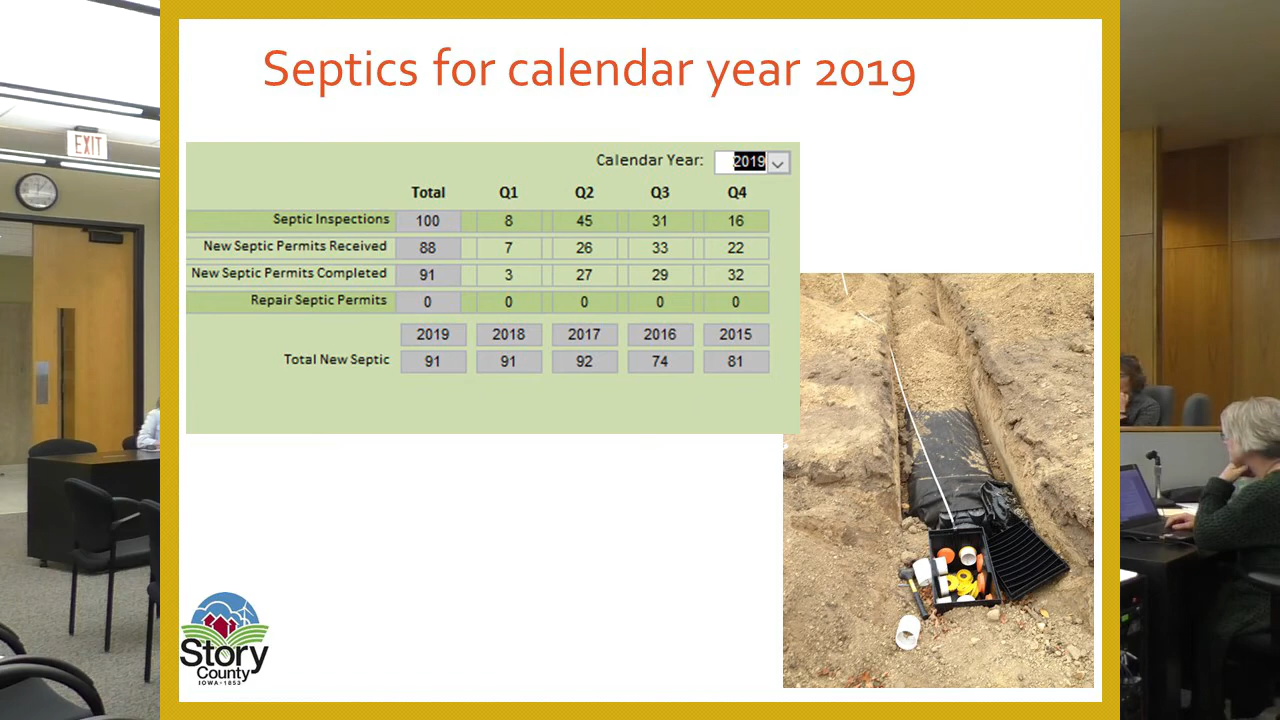 EXIT
Septics for calendar year 2019
Calendar Year: 2019
Total Q1 Q2 Q3 Q4
Septic Inspections 100 8 45 31 16
New Septic Permits Received 88 7 26 33 22
New Septic Permits Completed 91 3 27 29 32
Repair Septic Permits 0 0 0 0 0
2019 2018 2017 2016 2015
Total New Septic 91 91 92 74 81
Story
County
IOWA - 1853